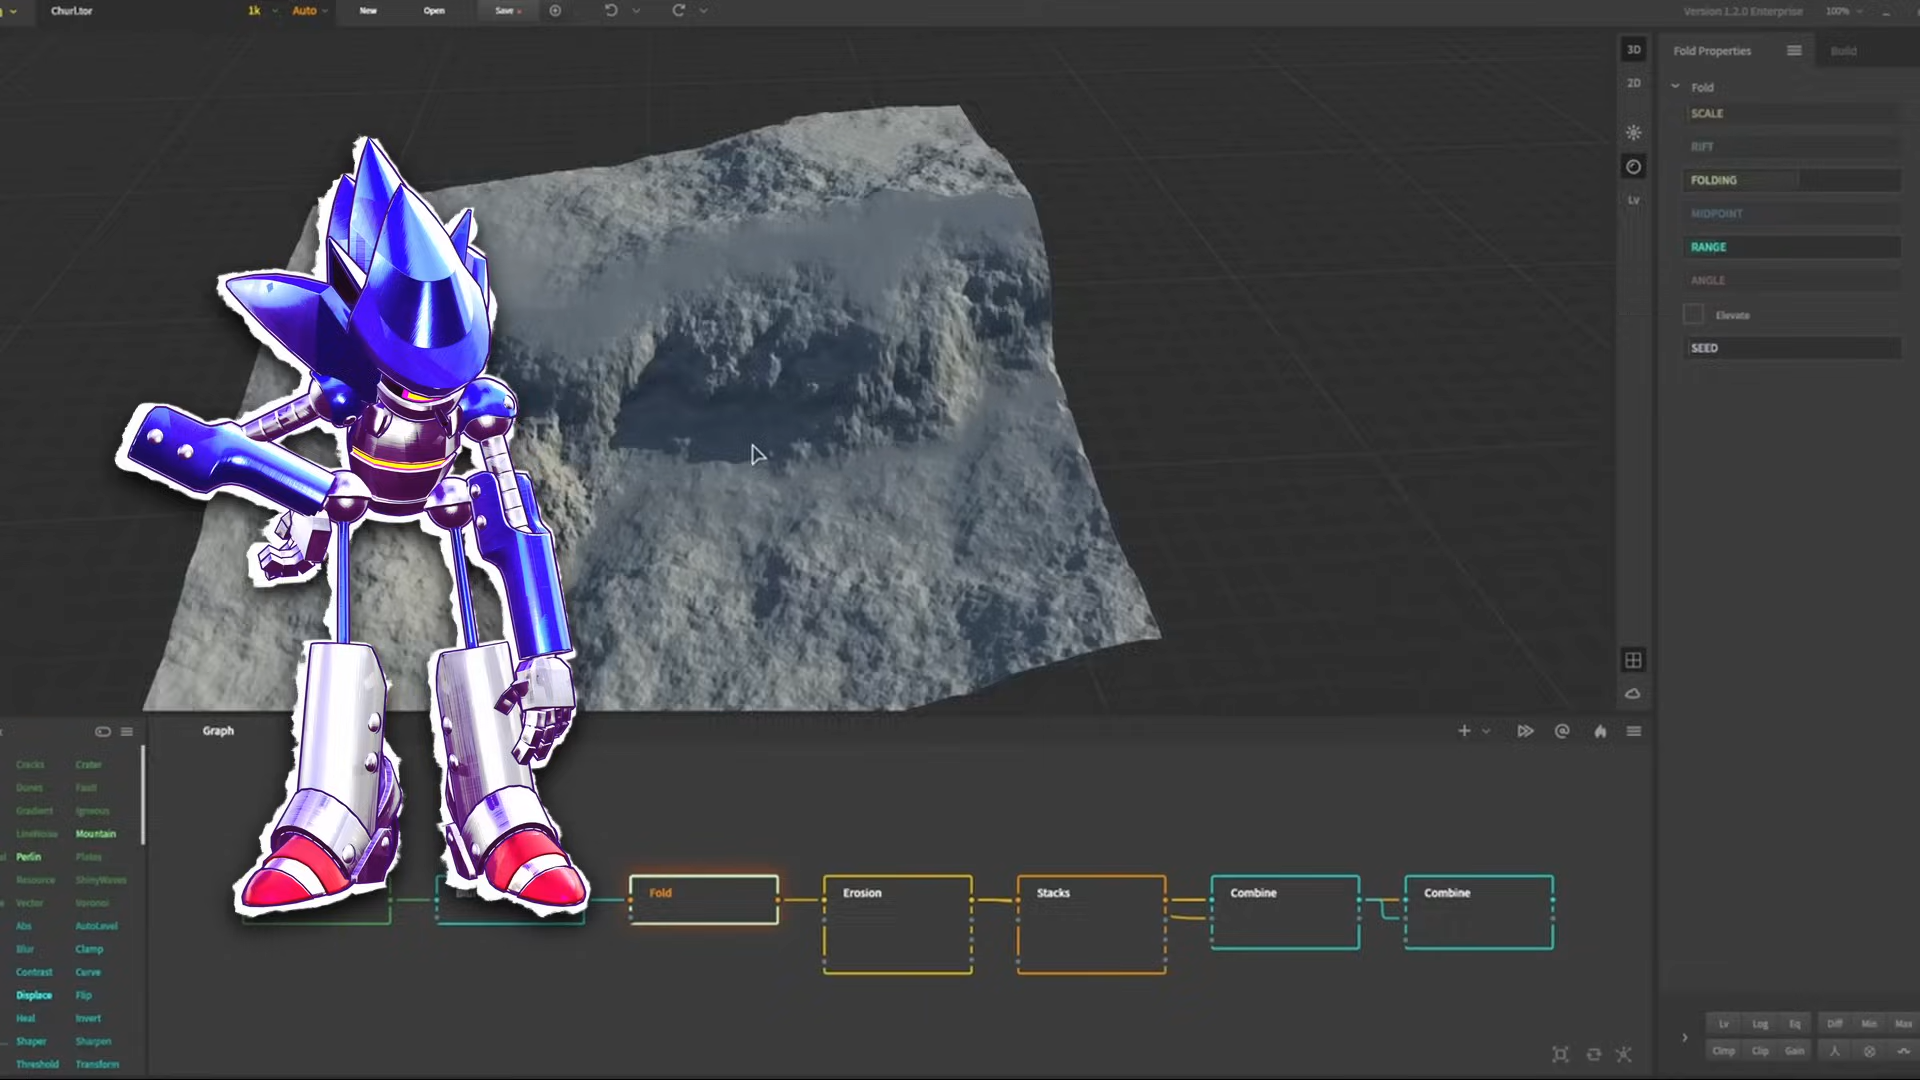 Churl.tor
1k
Auto
New
Open
Save
Version 1.2.0 Enterprise
100%
3D
2D
Lv
Fold Properties
Build
Fold
SCALE
RIFT
FOLDING
MIDPOINT
RANGE
ANGLE
Elevate
SEED
Graph
Cracks Crater
Dunes Fault
Gradient Igneous
LineNoise Mountain
Perlin Plates
Resource ShinyWaves
Vector Voronoi
Abs AutoLevel
Blur Clamp
Contrast Curve
Displace Flip
Heal Invert
Shaper Sharpen
Threshold Transform
Fold
Erosion
Stacks
Combine
Combine
Lv Log Eq Diff Min Max
Clmp Clip Gain